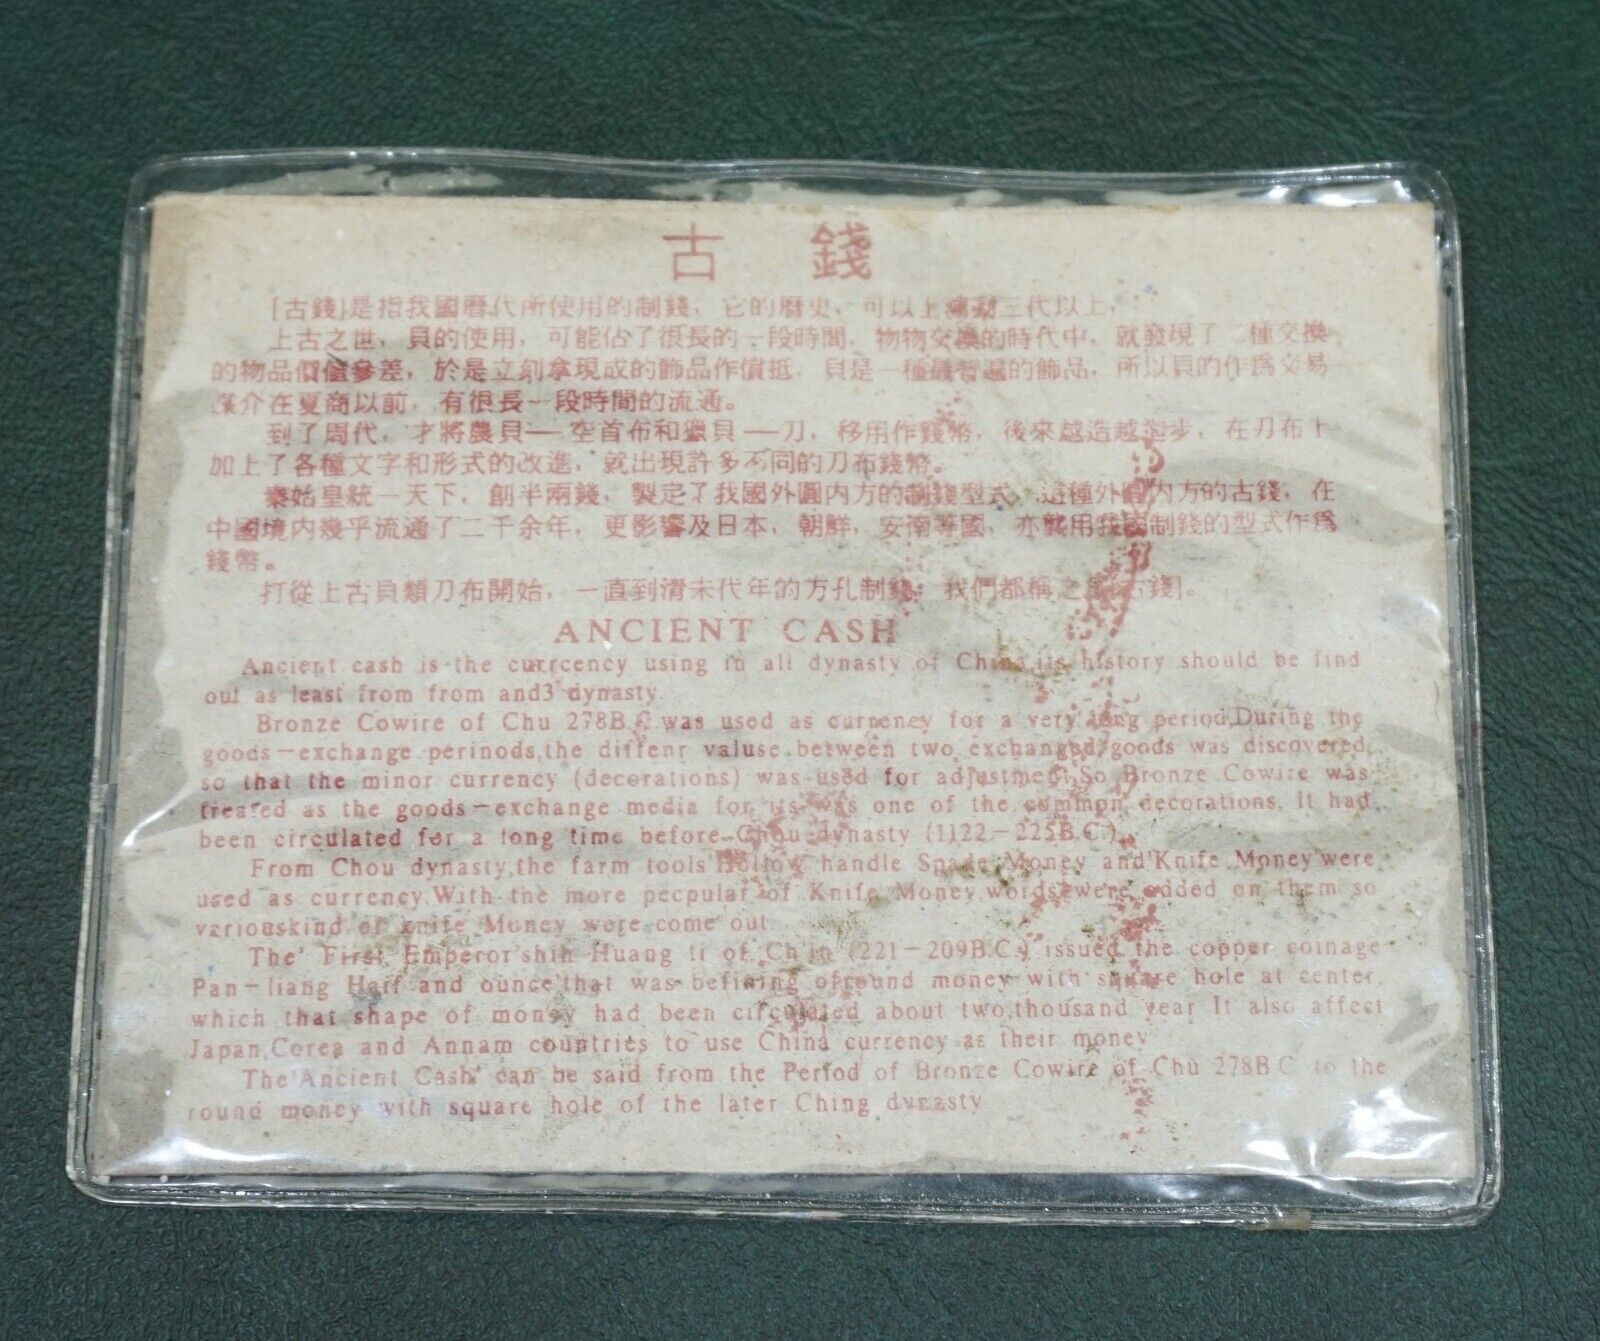 古 錢
[古錢]是指我國曆代所使用的制錢，它的曆史，可以上溯 三代以上，
上古之世，貝的使用，可能佔了很長的一段時間，物物交換的時代中，就發現了二種交換
的物品價值參差，於是立刻拿現成的飾品作償抵，貝是一種最普遍的飾品，所以貝的作爲交易
媒介在夏商以前，有很長一段時間的流通。
到了周代，才將農貝—空首布和獵貝—刀，移用作錢幣，後來越造越進步，在刀布上
加上了各種文字和形式的改進，就出現許多不同的刀布錢幣。
秦始皇統一天下，創半兩錢，製定了我國外圓内方的制錢型式，這種外圓内方的古錢，在
中國境内幾乎流通了二千余年，更影響及日本，朝鮮，安南等國，亦襲用我國制錢的型式作爲
錢幣。
打從上古貝類刀布開始，一直到清末代年的方孔制錢，我們都稱之爲[古錢]。
ANCIENT CASH
Ancient cash is the currcency using in all dynasty of China,its history should be find
out as least from from and3 dynasty.
Bronze Cowire of Chu 278B.C.was used as currency for a very long period,During the
goods—exchange perinods,the diffenr valuse between two exchanged goods was discovered,
so that the minor currency (decorations) was used for adjustment.So Bronze Cowire was
treated as the goods—exchange media for its was one of the common decorations. It had
been circulated for a long time before Chou dynasty (1122—225B.C.).
From Chou dynasty,the farm tools'Hollow handle Spade Money and'Knife Money'were
used as currency.With the more pecpular of Knife Money,words were added on them so
variouskind of knife Money were come out.
The' First Emperor'shih Huang ti of Ch'in (221—209B.C.) issued the copper coinage
Pan—liang Harf and ounce'that was befining ofround money with square hole at center,
which that shape of money had been circulated about two,thousand year It also affect
Japan,Corea and Annam countries to use China currency as their money
The'Ancient Cash' can be said from the Period of Bronze Cowire of Chu 278B.C to the
round money with square hole of the later Ching dynasty